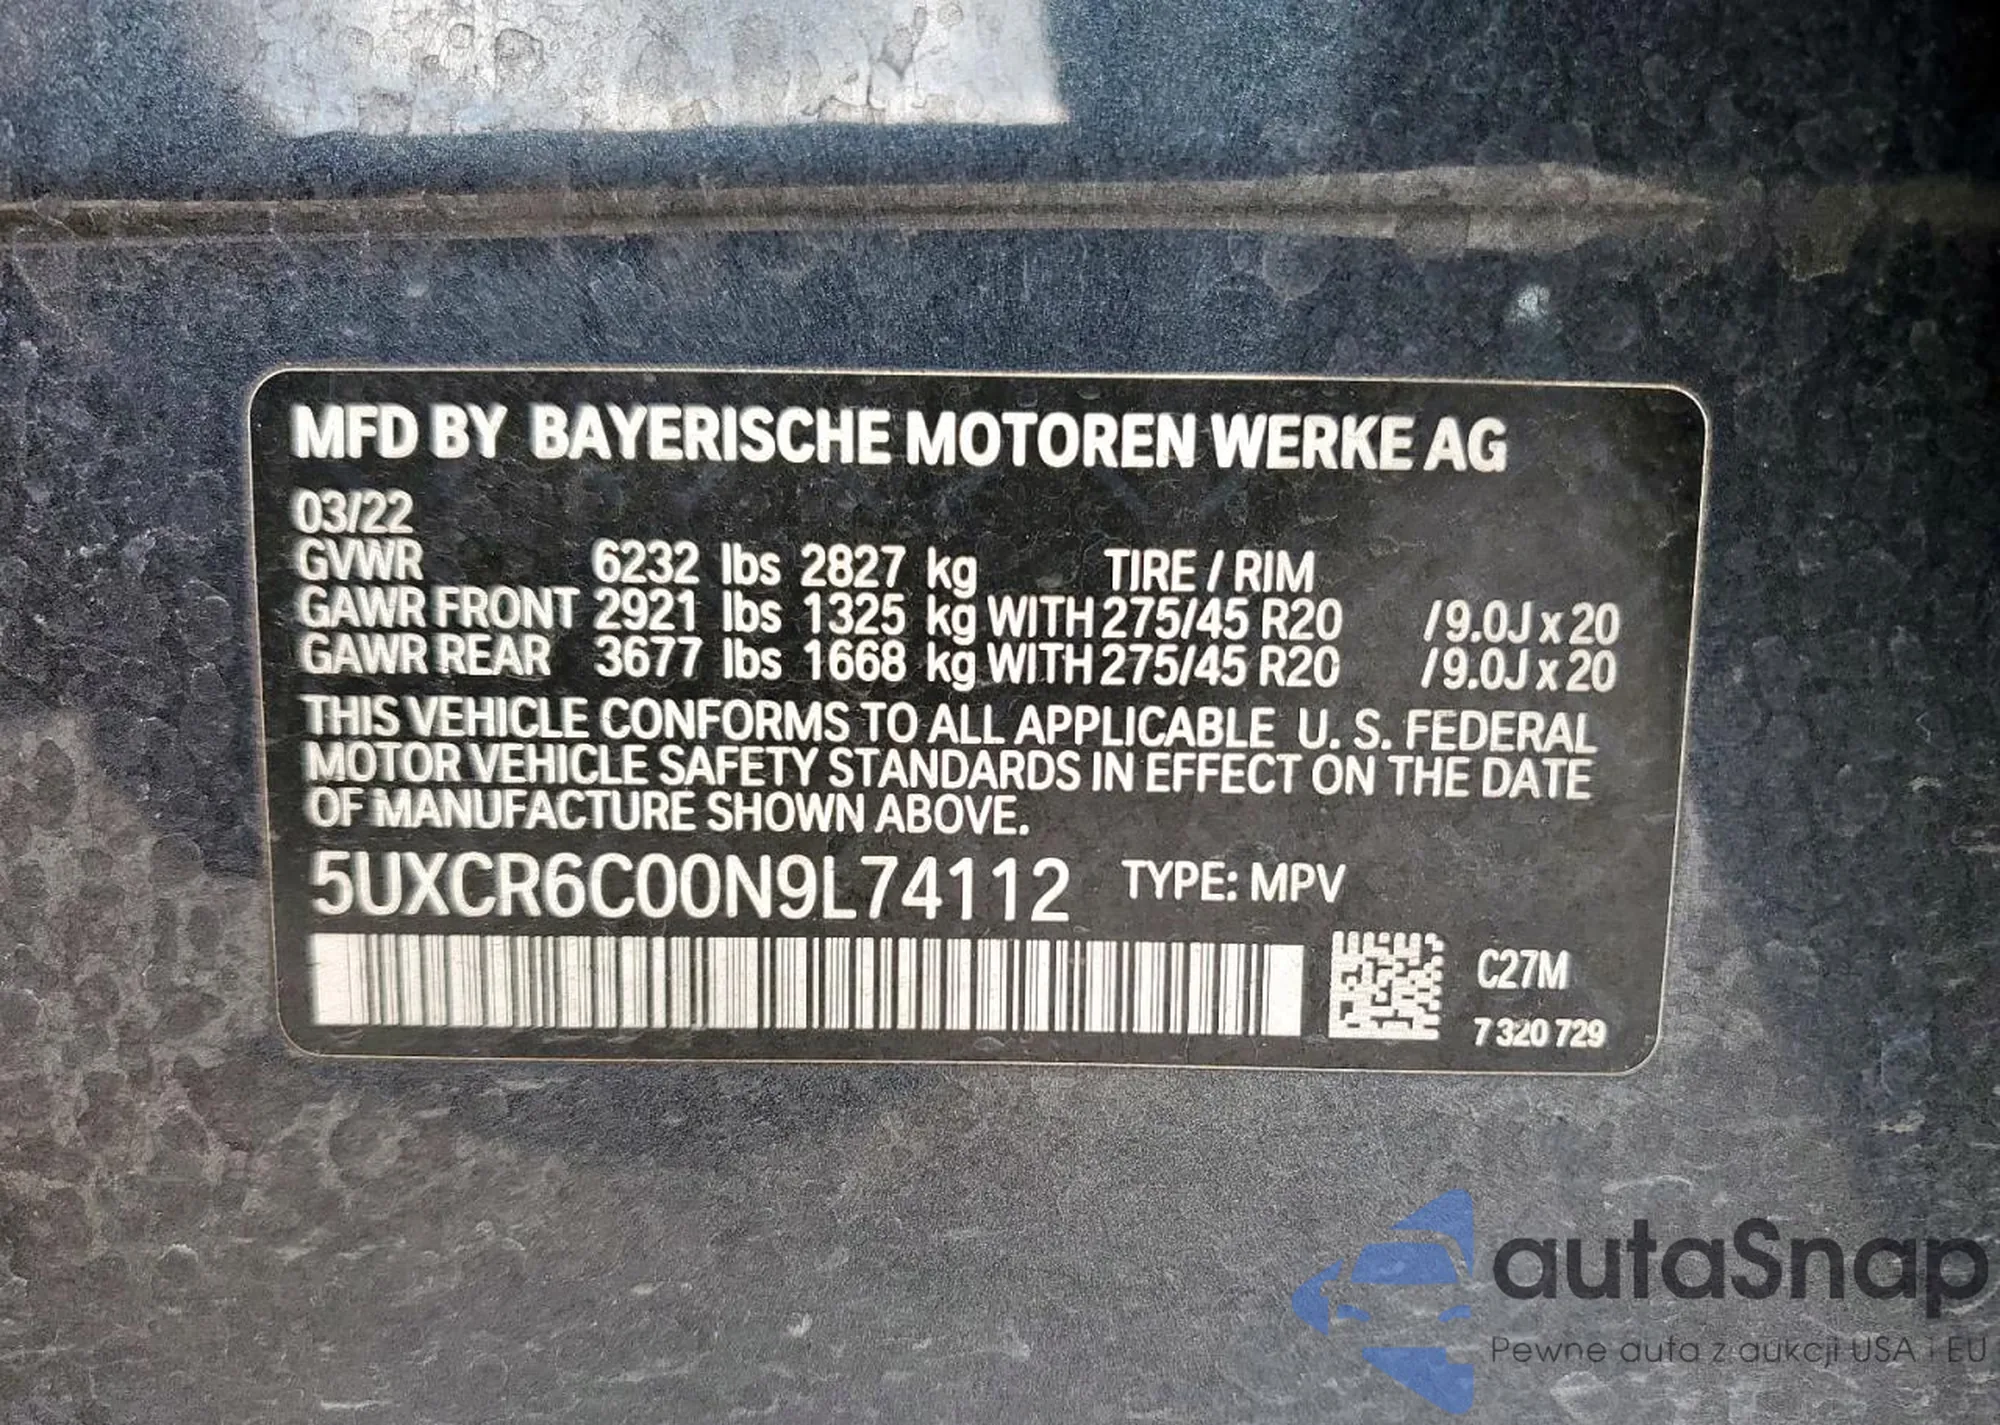 MFD BY BAYERISCHE MOTOREN WERKE AG
03/22
GVWR 6232 lbs 2827 kg TIRE / RIM
GAWR FRONT 2921 lbs 1325 kg WITH 275/45 R20 /9.0J x 20
GAWR REAR 3677 lbs 1668 kg WITH 275/45 R20 /9.0J x 20
THIS VEHICLE CONFORMS TO ALL APPLICABLE U. S. FEDERAL
MOTOR VEHICLE SAFETY STANDARDS IN EFFECT ON THE DATE
OF MANUFACTURE SHOWN ABOVE.
5UXCR6C00N9L74112 TYPE: MPV
C27M
7 320 729
autaSnap
Pewne auta z aukcji USA i EU